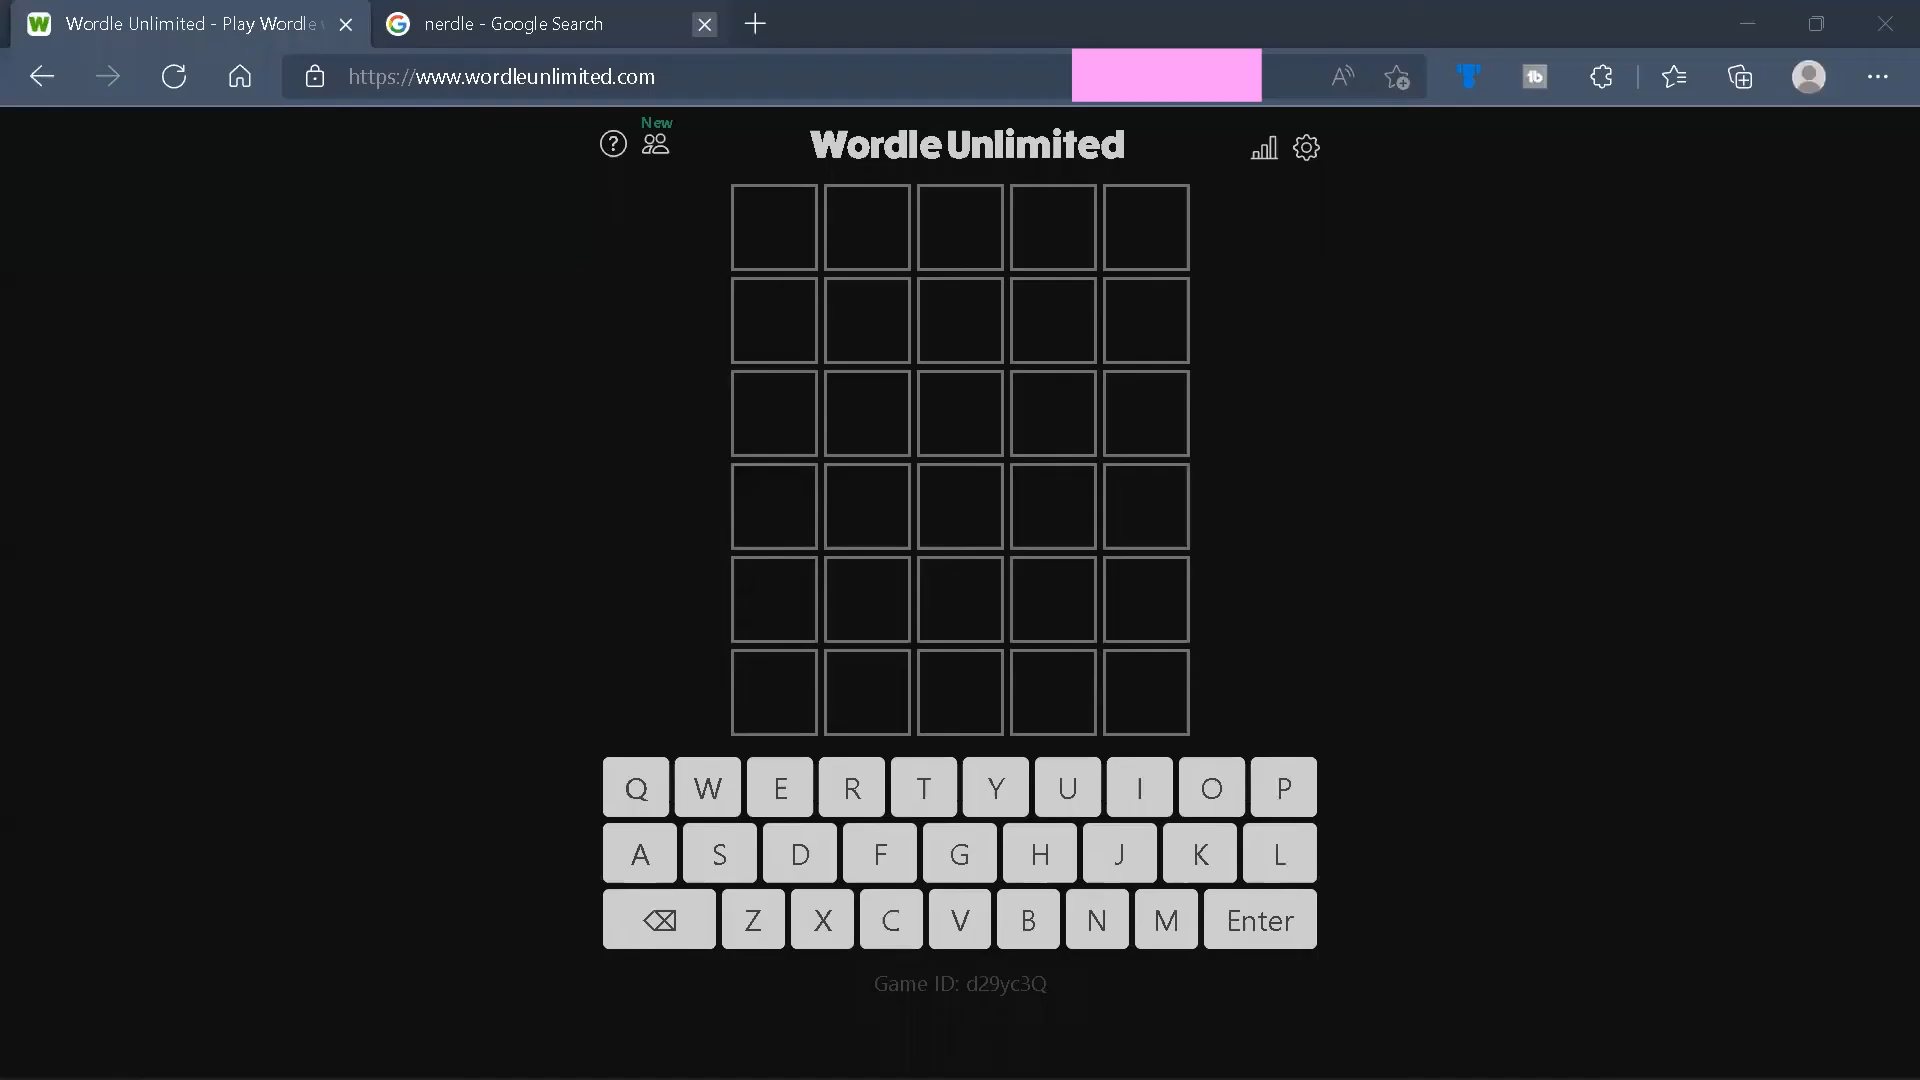 Wordle Unlimited - Play Wordle
nerdle - Google Search
https://www.wordleunlimited.com
New
Wordle Unlimited
Q W E R T Y U I O P
A S D F G H J K L
Z X C V B N M Enter
Game ID: d29yc3Q